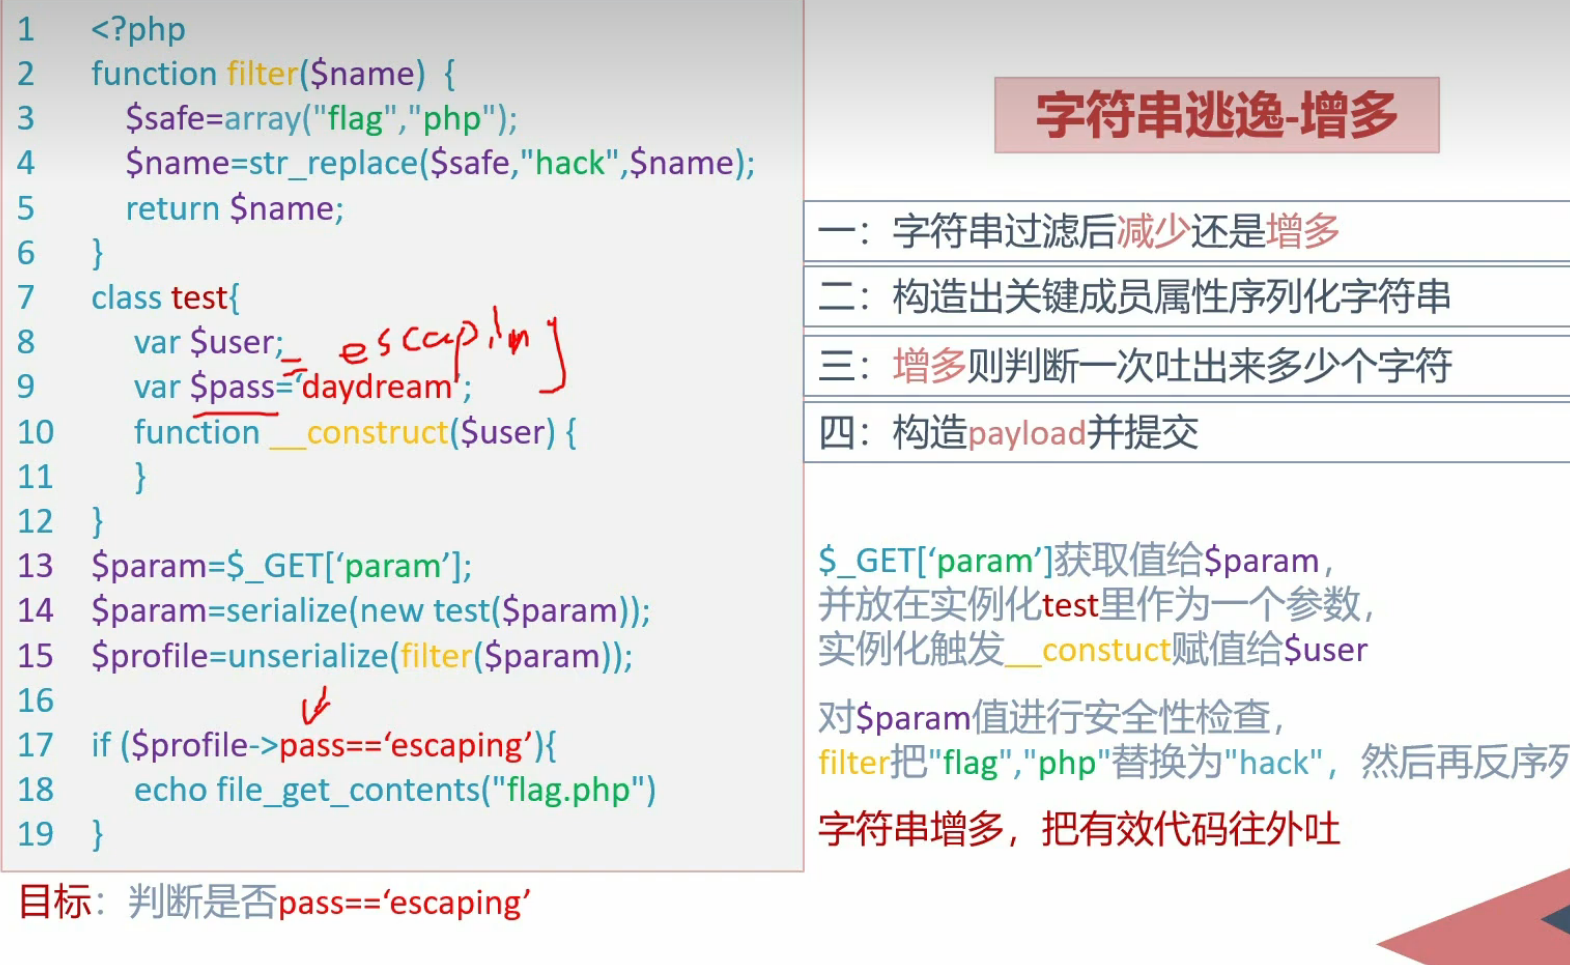 1 <?php
2 function filter($name) {
3 $safe=array("flag","php");
4 $name=str_replace($safe,"hack",$name);
5 return $name;
6 }
7 class test{
8 var $user;
escaping
9 var $pass=‘daydream’;
10 function __construct($user) {
11 }
12 }
13 $param=$_GET[‘param’];
14 $param=serialize(new test($param));
15 $profile=unserialize(filter($param));
16
17 if ($profile->pass==‘escaping’){
18 echo file_get_contents("flag.php")
19 }
目标：判断是否pass==‘escaping’
字符串逃逸-增多
一：字符串过滤后减少还是增多
二：构造出关键成员属性序列化字符串
三：增多则判断一次吐出来多少个字符
四：构造payload并提交
$_GET[‘param’]获取值给$param，
并放在实例化test里作为一个参数，
实例化触发__constuct赋值给$user
对$param值进行安全性检查，
filter把"flag","php"替换为"hack"，然后再反序列
字符串增多，把有效代码往外吐